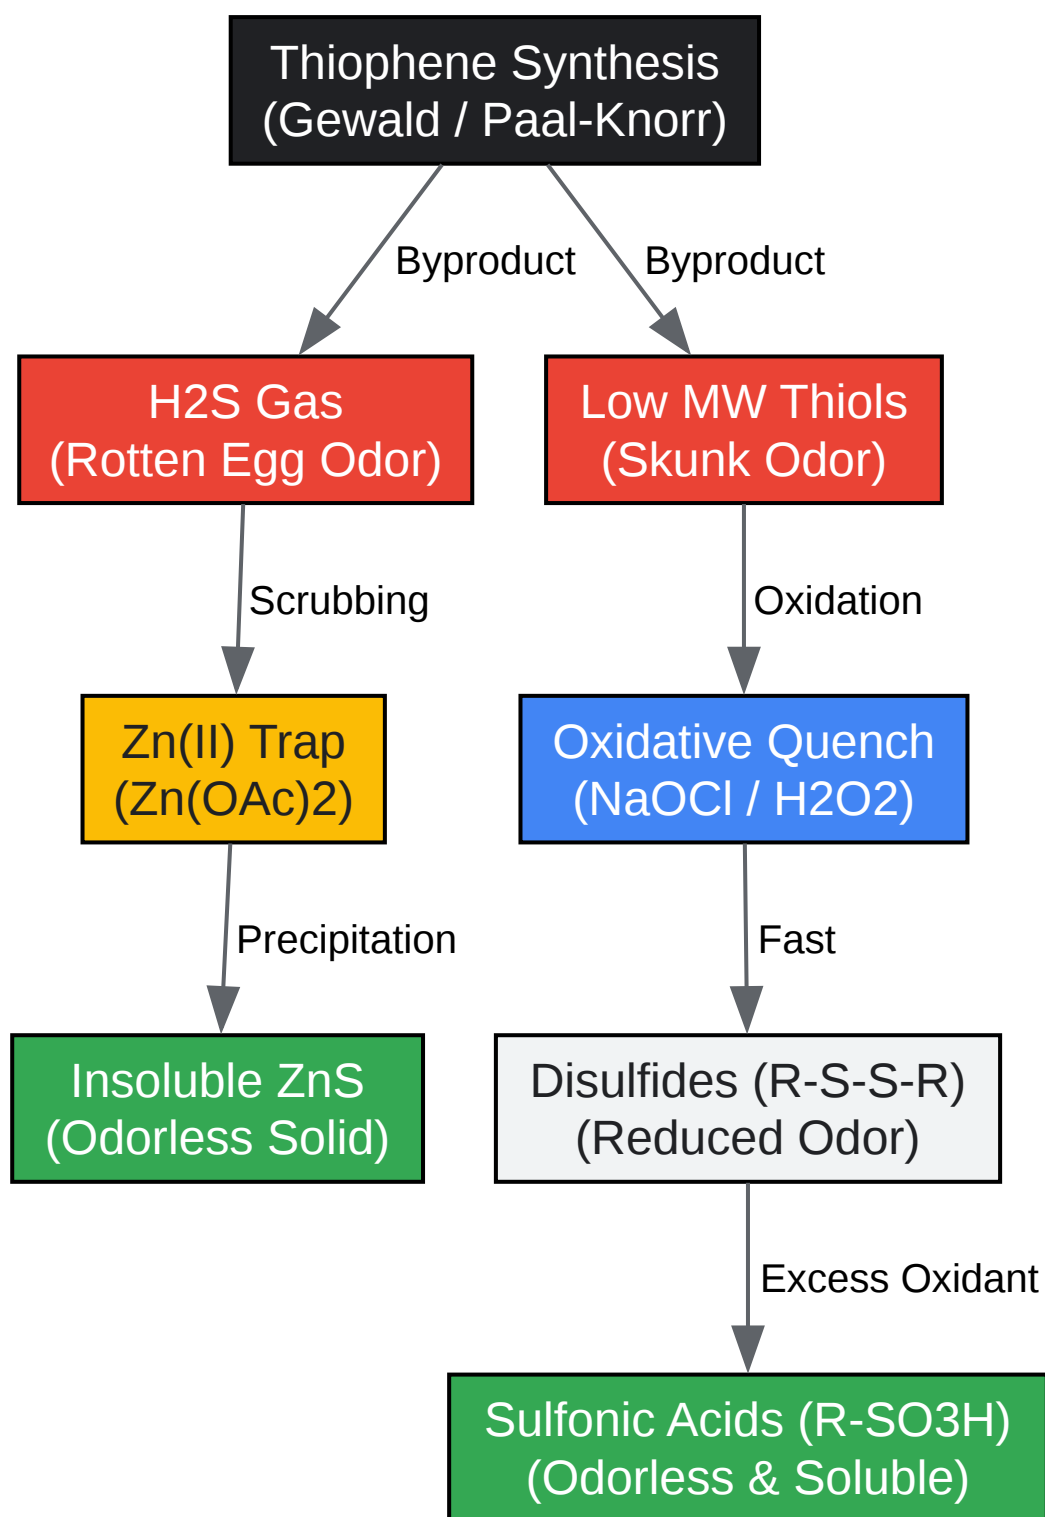 Thiophene Synthesis
(Gewald / Paal-Knorr)
Byproduct
Byproduct
H2S Gas
(Rotten Egg Odor)
Low MW Thiols
(Skunk Odor)
Scrubbing
Oxidation
Zn(II) Trap
(Zn(OAc)2)
Oxidative Quench
(NaOCl / H2O2)
Precipitation
Fast
Insoluble ZnS
(Odorless Solid)
Disulfides (R-S-S-R)
(Reduced Odor)
Excess Oxidant
Sulfonic Acids (R-SO3H)
(Odorless & Soluble)